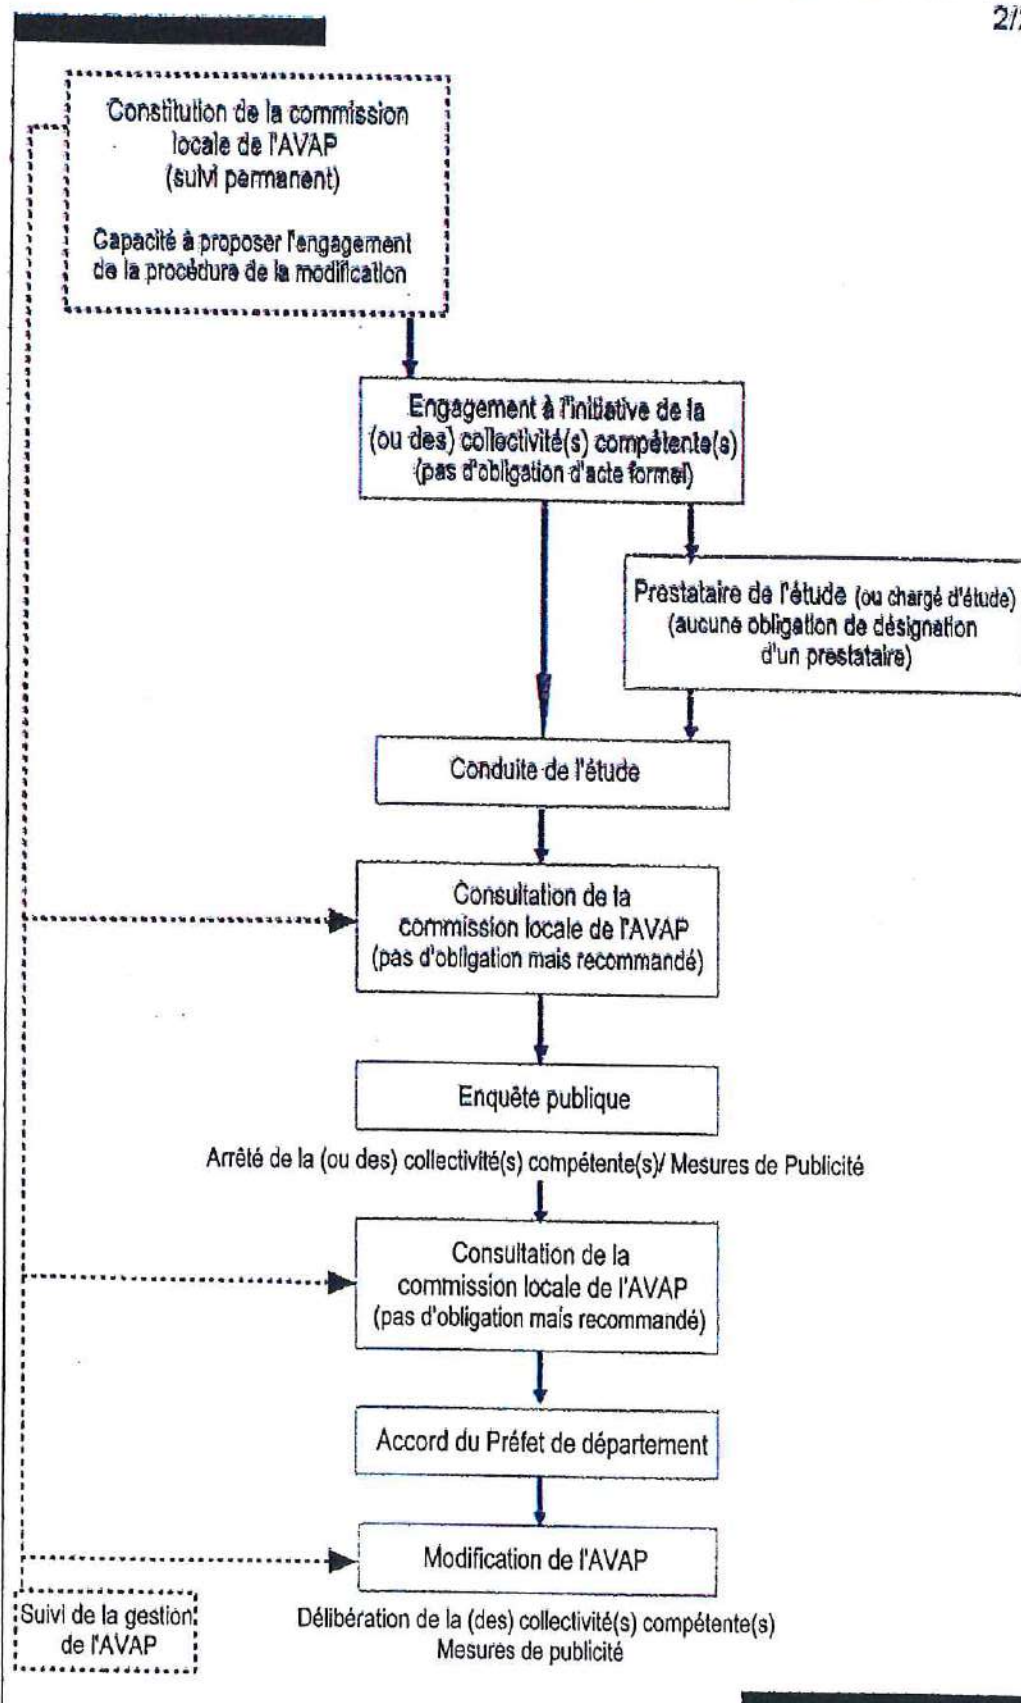 2/2
Constitution de la commission
locale de l'AVAP
(suivi permanent)
Capacité à proposer l'engagement
de la procédure de la modification
Engagement à l'initiative de la
(ou des) collectivité(s) compétente(s)
(pas d'obligation d'acte formel)
Prestataire de l'étude (ou chargé d'étude)
(aucune obligation de désignation
d'un prestataire)
Conduite de l'étude
Consultation de la
commission locale de l'AVAP
(pas d'obligation mais recommandé)
Enquête publique
Arrêté de la (ou des) collectivité(s) compétente(s)/ Mesures de Publicité
Consultation de la
commission locale de l'AVAP
(pas d'obligation mais recommandé)
Accord du Préfet de département
Modification de l'AVAP
Suivi de la gestion
de l'AVAP
Délibération de la (des) collectivité(s) compétente(s)
Mesures de publicité